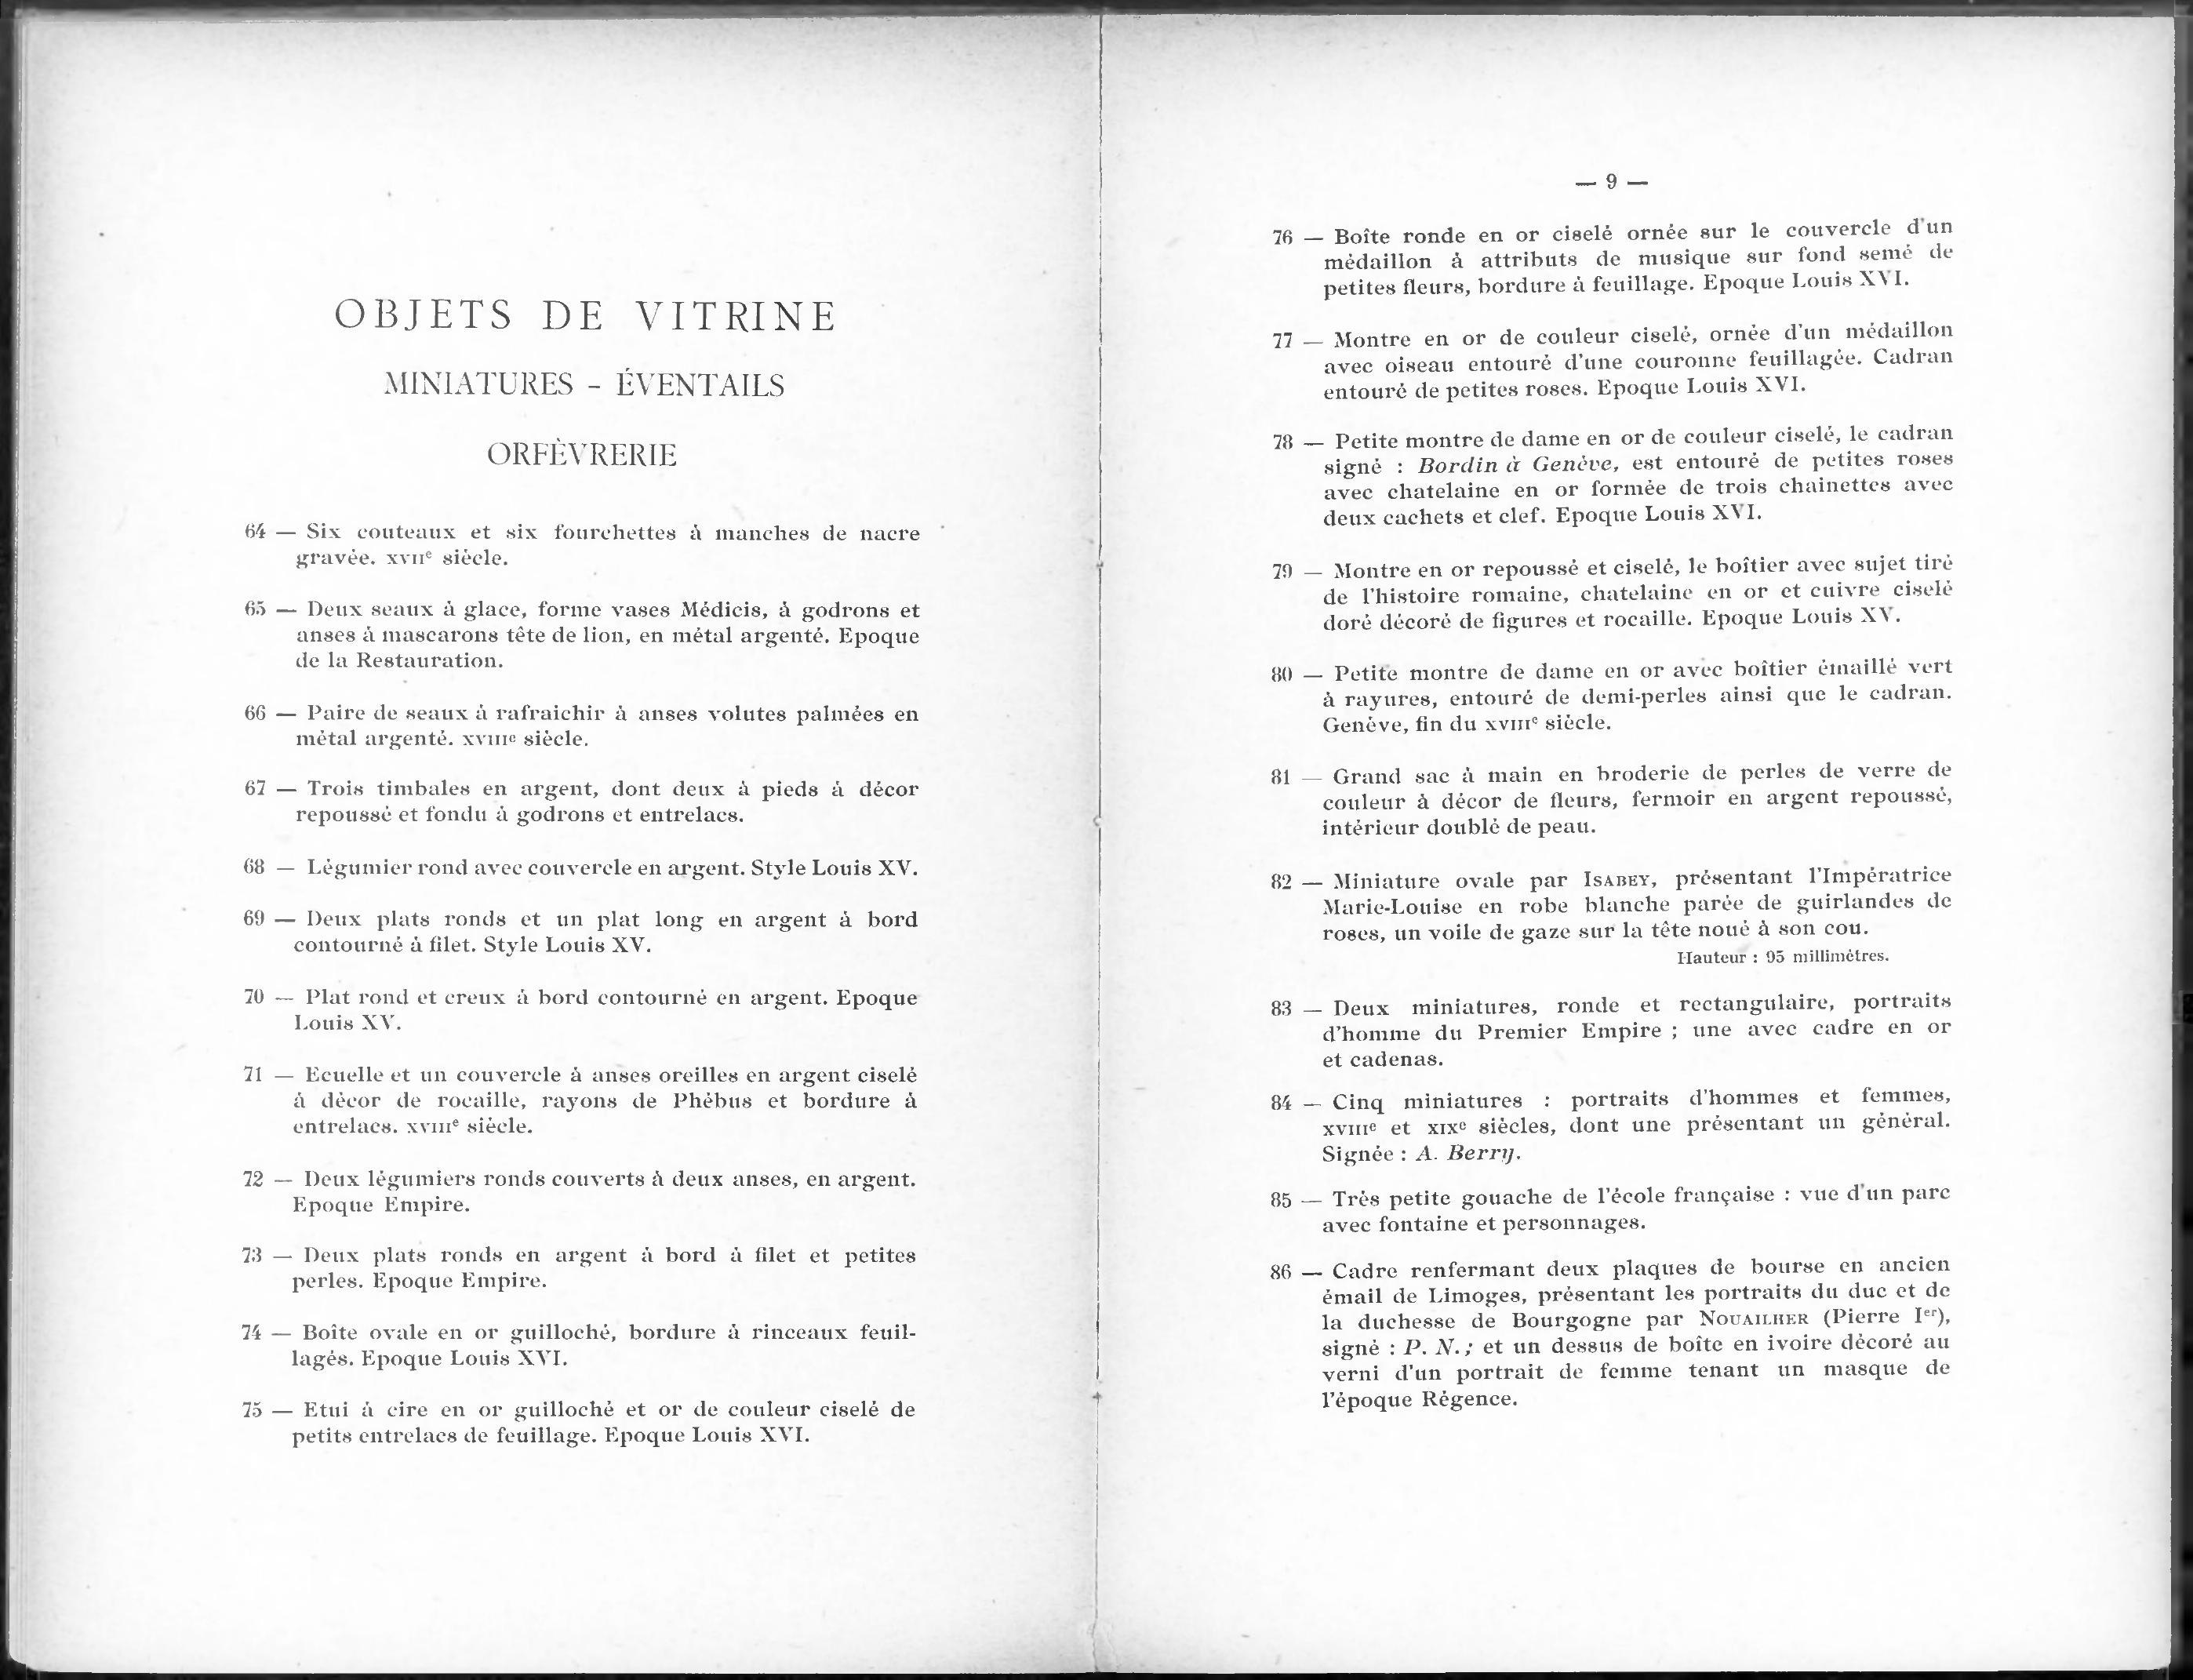 OBJETS DE VITRINE
MINIATURES - ÉVENTAILS
ORFÈVRERIE
64 — Six couteaux et six fourchettes à manches de nacre
gravée. XVIIe siècle.
65 — Deux seaux à glace, forme vases Médicis, à godrons et
anses à mascarons tête de lion, en métal argenté. Epoque
de la Restauration.
66 — Paire de seaux à rafraichir à anses volutes palmées en
métal argenté. XVIIIe siècle.
67 — Trois timbales en argent, dont deux à pieds à décor
repoussé et fondu à godrons et entrelacs.
68 — Légumier rond avec couvercle en argent. Style Louis XV.
69 — Deux plats ronds et un plat long en argent à bord
contourné à filet. Style Louis XV.
70 — Plat rond et creux à bord contourné en argent. Epoque
Louis XV.
71 — Ecuelle et un couvercle à anses oreilles en argent ciselé
à décor de rocaille, rayons de Phébus et bordure à
entrelacs. XVIIIe siècle.
72 — Deux légumiers ronds couverts à deux anses, en argent.
Epoque Empire.
73 — Deux plats ronds en argent à bord à filet et petites
perles. Epoque Empire.
74 — Boîte ovale en or guilloché, bordure à rinceaux feuil-
lagés. Epoque Louis XVI.
75 — Etui à cire en or guilloché et or de couleur ciselé de
petits entrelacs de feuillage. Epoque Louis XVI.
— 9 —
76 — Boîte ronde en or ciselé ornée sur le couvercle d'un
médaillon à attributs de musique sur fond semé de
petites fleurs, bordure à feuillage. Epoque Louis XVI.
77 — Montre en or de couleur ciselé, ornée d'un médaillon
avec oiseau entouré d'une couronne feuillagée. Cadran
entouré de petites roses. Epoque Louis XVI.
78 — Petite montre de dame en or de couleur ciselé, le cadran
signé : Bordin à Genève, est entouré de petites roses
avec chatelaine en or formée de trois chainettes avec
deux cachets et clef. Epoque Louis XVI.
79 — Montre en or repoussé et ciselé, le boîtier avec sujet tiré
de l'histoire romaine, chatelaine en or et cuivre ciselé
doré décoré de figures et rocaille. Epoque Louis XV.
80 — Petite montre de dame en or avec boîtier émaillé vert
à rayures, entouré de demi-perles ainsi que le cadran.
Genève, fin du XVIIIe siècle.
81 — Grand sac à main en broderie de perles de verre de
couleur à décor de fleurs, fermoir en argent repoussé,
intérieur doublé de peau.
82 — Miniature ovale par ISABEY, présentant l'Impératrice
Marie-Louise en robe blanche parée de guirlandes de
roses, un voile de gaze sur la tête noué à son cou.
Hauteur : 95 millimètres.
83 — Deux miniatures, ronde et rectangulaire, portraits
d'homme du Premier Empire ; une avec cadre en or
et cadenas.
84 — Cinq miniatures : portraits d'hommes et femmes,
XVIIIe et XIXe siècles, dont une présentant un général.
Signée : A. Berry.
85 — Très petite gouache de l'école française : vue d'un parc
avec fontaine et personnages.
86 — Cadre renfermant deux plaques de bourse en ancien
émail de Limoges, présentant les portraits du duc et de
la duchesse de Bourgogne par NOUAILHER (Pierre Ier),
signé : P. N. ; et un dessus de boîte en ivoire décoré au
verni d'un portrait de femme tenant un masque de
l'époque Régence.